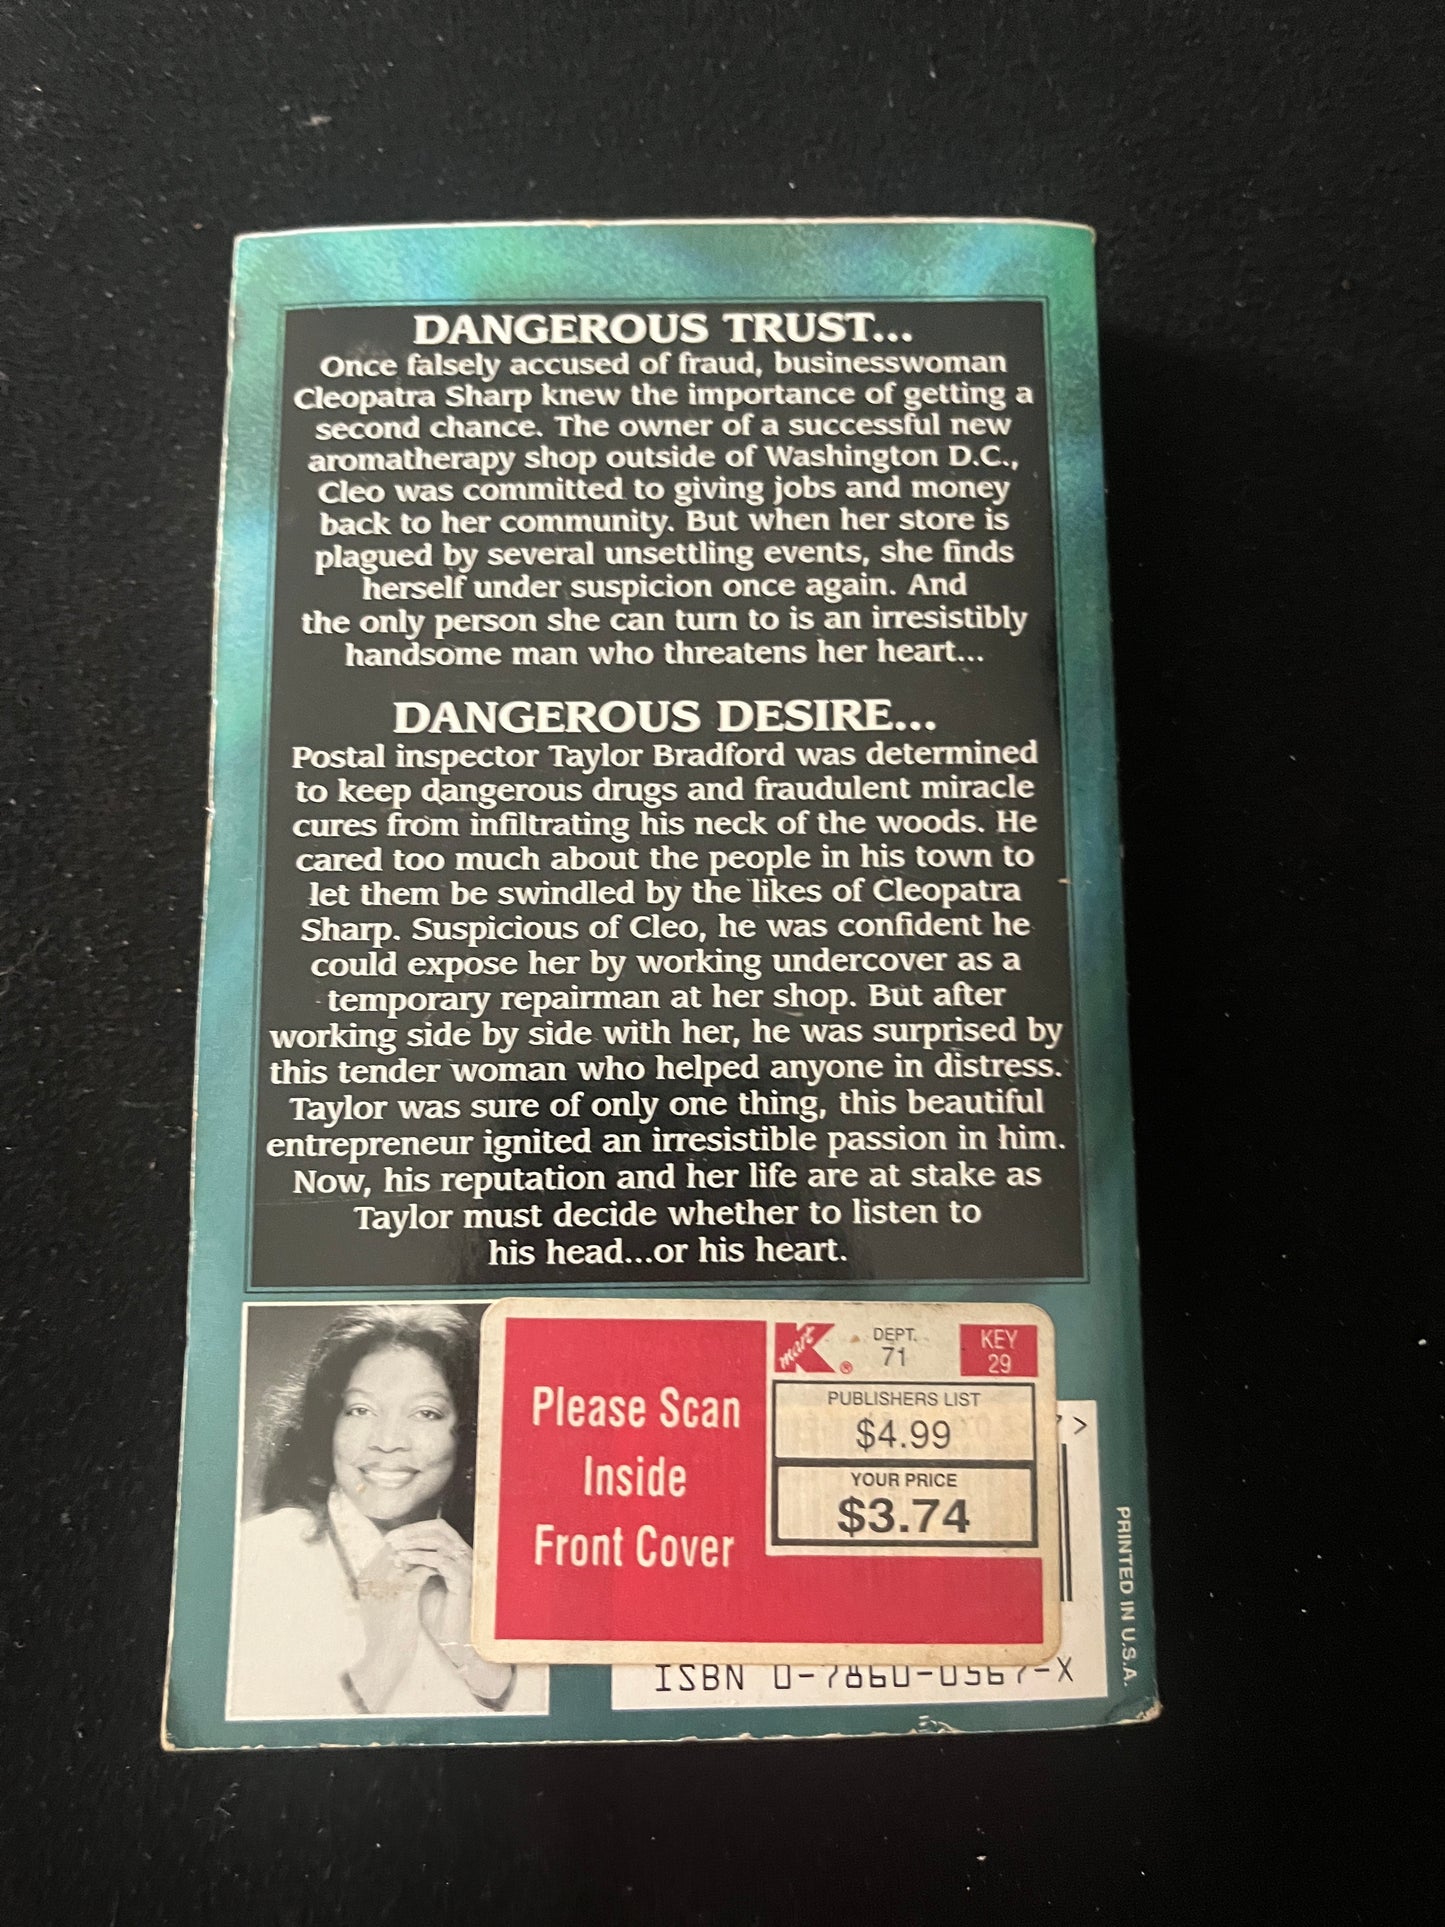 DANGEROUS TRUST...
Once falsely accused of fraud, businesswoman
Cleopatra Sharp knew the importance of getting a
second chance. The owner of a successful new
aromatherapy shop outside of Washington D.C.,
Cleo was committed to giving jobs and money
back to her community. But when her store is
plagued by several unsettling events, she finds
herself under suspicion once again. And
the only person she can turn to is an irresistibly
handsome man who threatens her heart...
DANGEROUS DESIRE...
Postal inspector Taylor Bradford was determined
to keep dangerous drugs and fraudulent miracle
cures from infiltrating his neck of the woods. He
cared too much about the people in his town to
let them be swindled by the likes of Cleopatra
Sharp. Suspicious of Cleo, he was confident he
could expose her by working undercover as a
temporary repairman at her shop. But after
working side by side with her, he was surprised by
this tender woman who helped anyone in distress.
Taylor was sure of only one thing, this beautiful
entrepreneur ignited an irresistible passion in him.
Now, his reputation and her life are at stake as
Taylor must decide whether to listen to
his head...or his heart.
Please Scan
Inside
Front Cover
Kmart ®
DEPT.
71
KEY
29
PUBLISHERS LIST
$4.99
YOUR PRICE
$3.74
7>
ISBN 0-7860-0567-X
PRINTED IN U.S.A.